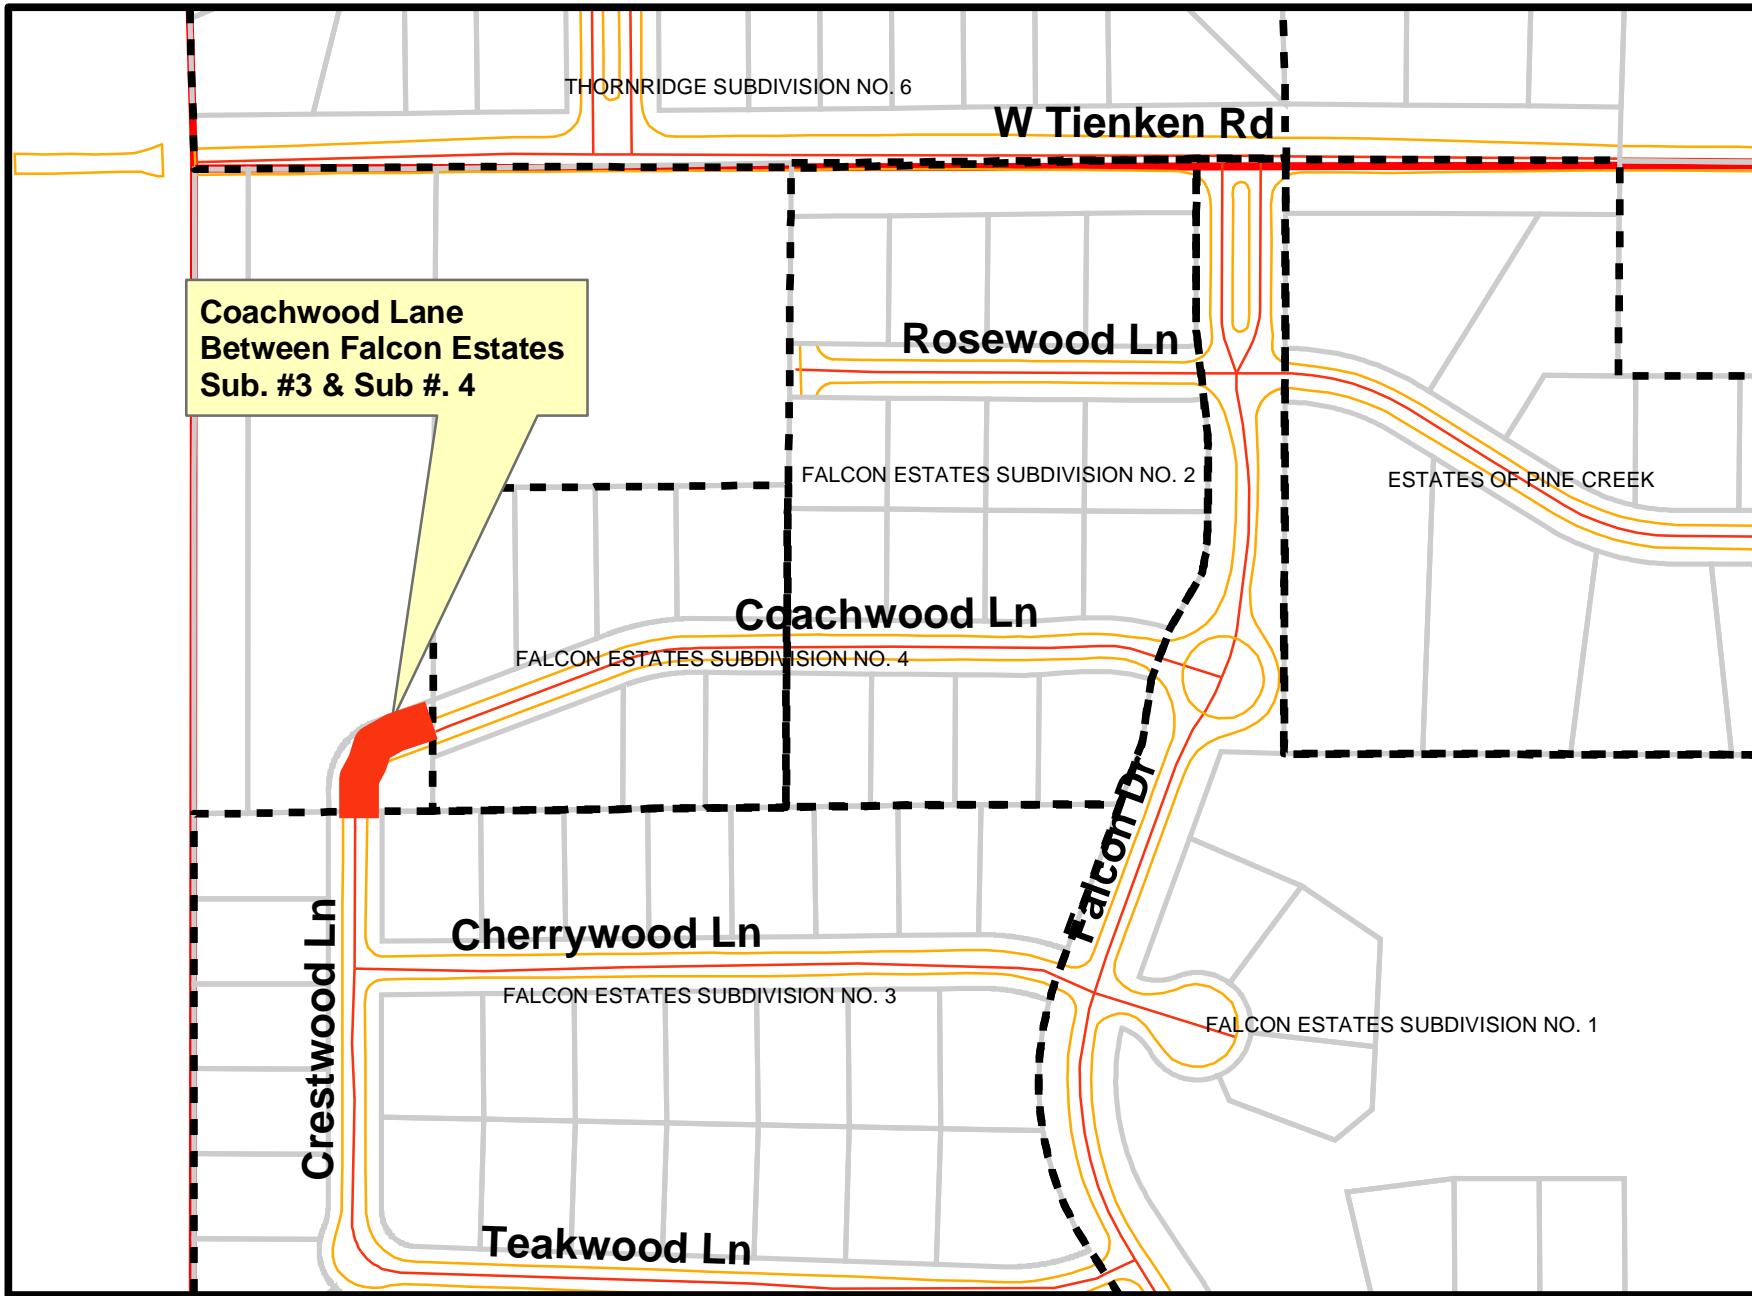 THORNRIDGE SUBDIVISION NO. 6
W Tienken Rd
Coachwood Lane
Between Falcon Estates
Sub. #3 & Sub #. 4
Rosewood Ln
FALCON ESTATES SUBDIVISION NO. 2
ESTATES OF PINE CREEK
Coachwood Ln
FALCON ESTATES SUBDIVISION NO. 4
Falcon Dr
Cherrywood Ln
Crestwood Ln
FALCON ESTATES SUBDIVISION NO. 3
FALCON ESTATES SUBDIVISION NO. 1
Teakwood Ln